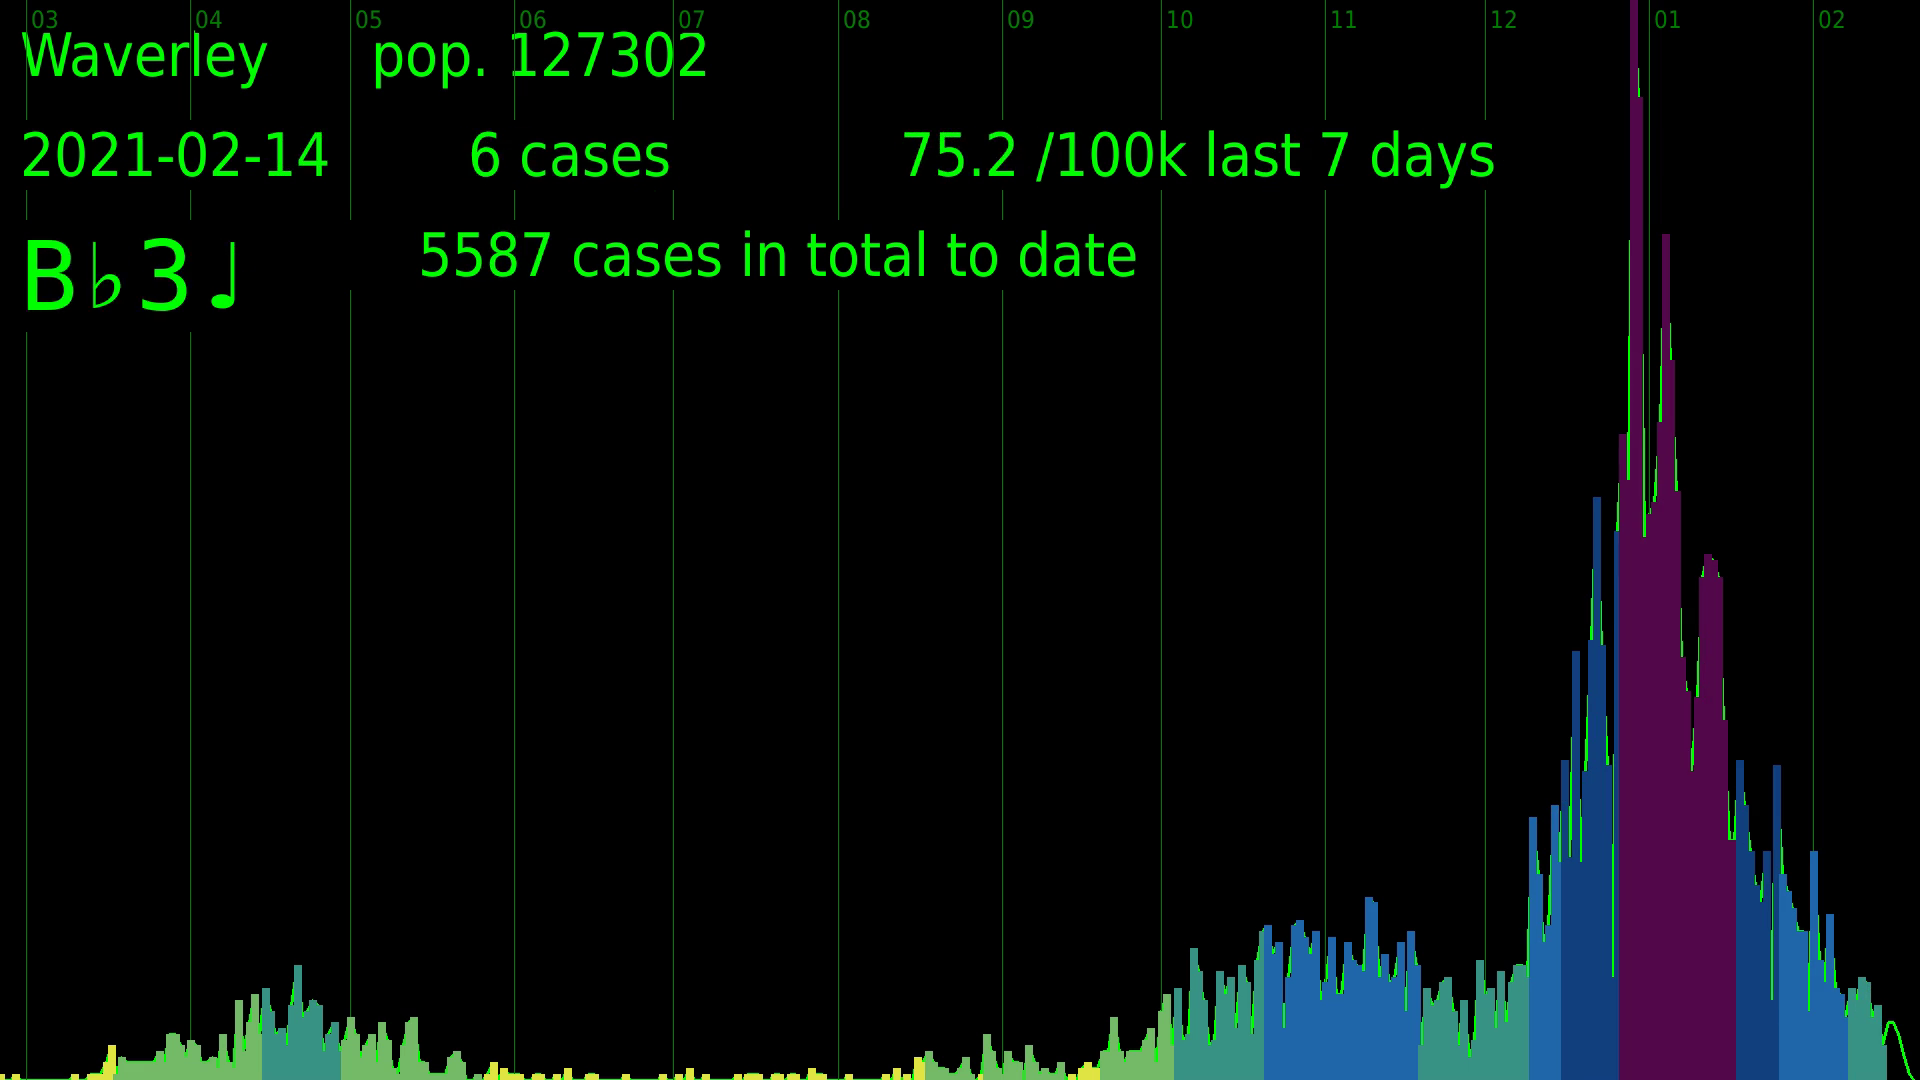 03 04 05 06 07 08 09 10 11 12 01 02
Waverley pop. 127302
2021-02-14 6 cases 75.2 /100k last 7 days
B♭3♩ 5587 cases in total to date